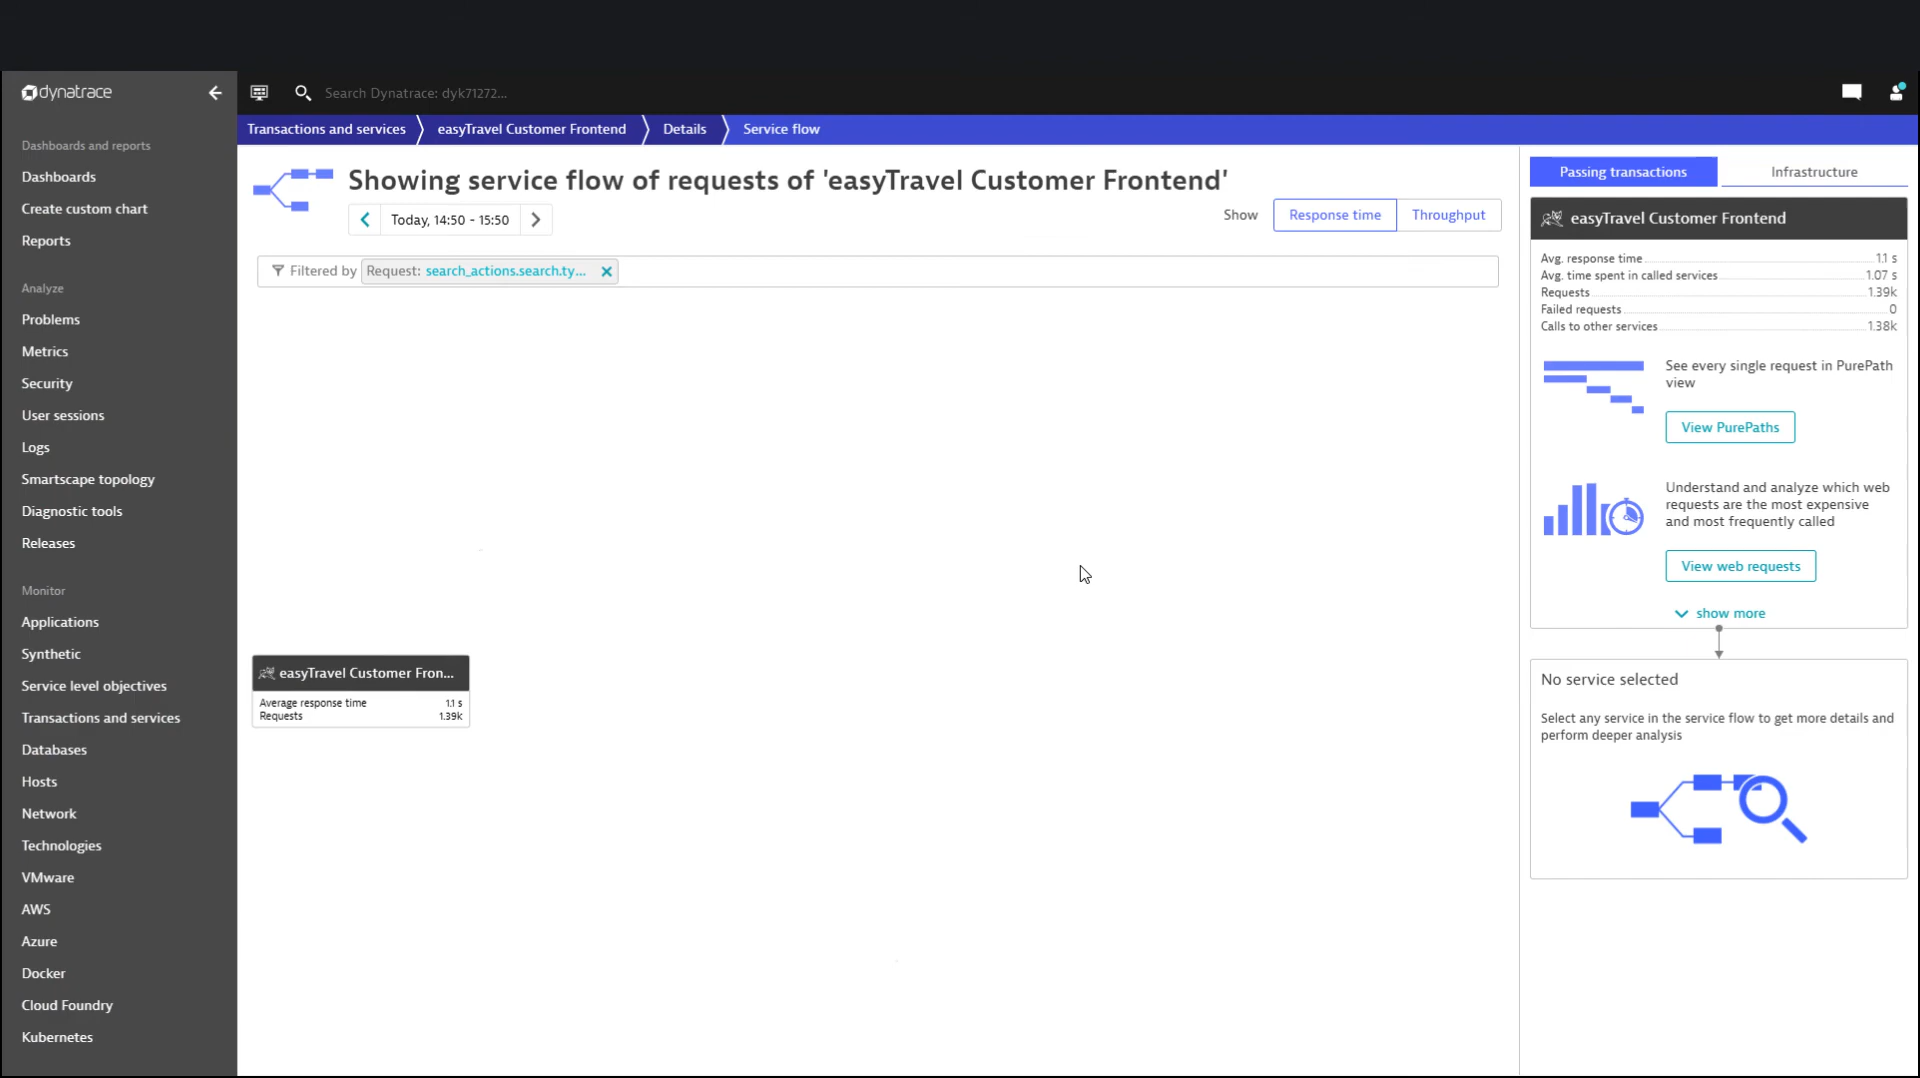 dynatrace
Search Dynatrace: dyk71272...
Transactions and services
easyTravel Customer Frontend
Details
Service flow
Dashboards and reports
Dashboards
Create custom chart
Reports
Analyze
Problems
Metrics
Security
User sessions
Logs
Smartscape topology
Diagnostic tools
Releases
Monitor
Applications
Synthetic
Service level objectives
Transactions and services
Databases
Hosts
Network
Technologies
VMware
AWS
Azure
Docker
Cloud Foundry
Kubernetes
Showing service flow of requests of 'easyTravel Customer Frontend'
Today, 14:50 - 15:50
Show
Response time
Throughput
Filtered by
Request: search_actions.search.ty...
easyTravel Customer Fron...
Average response time 1.1 s
Requests 1.39k
Passing transactions
Infrastructure
easyTravel Customer Frontend
Avg. response time 1.1 s
Avg. time spent in called services 1.07 s
Requests 1.39k
Failed requests 0
Calls to other services 1.38k
See every single request in PurePath
view
View PurePaths
Understand and analyze which web
requests are the most expensive
and most frequently called
View web requests
show more
No service selected
Select any service in the service flow to get more details and
perform deeper analysis